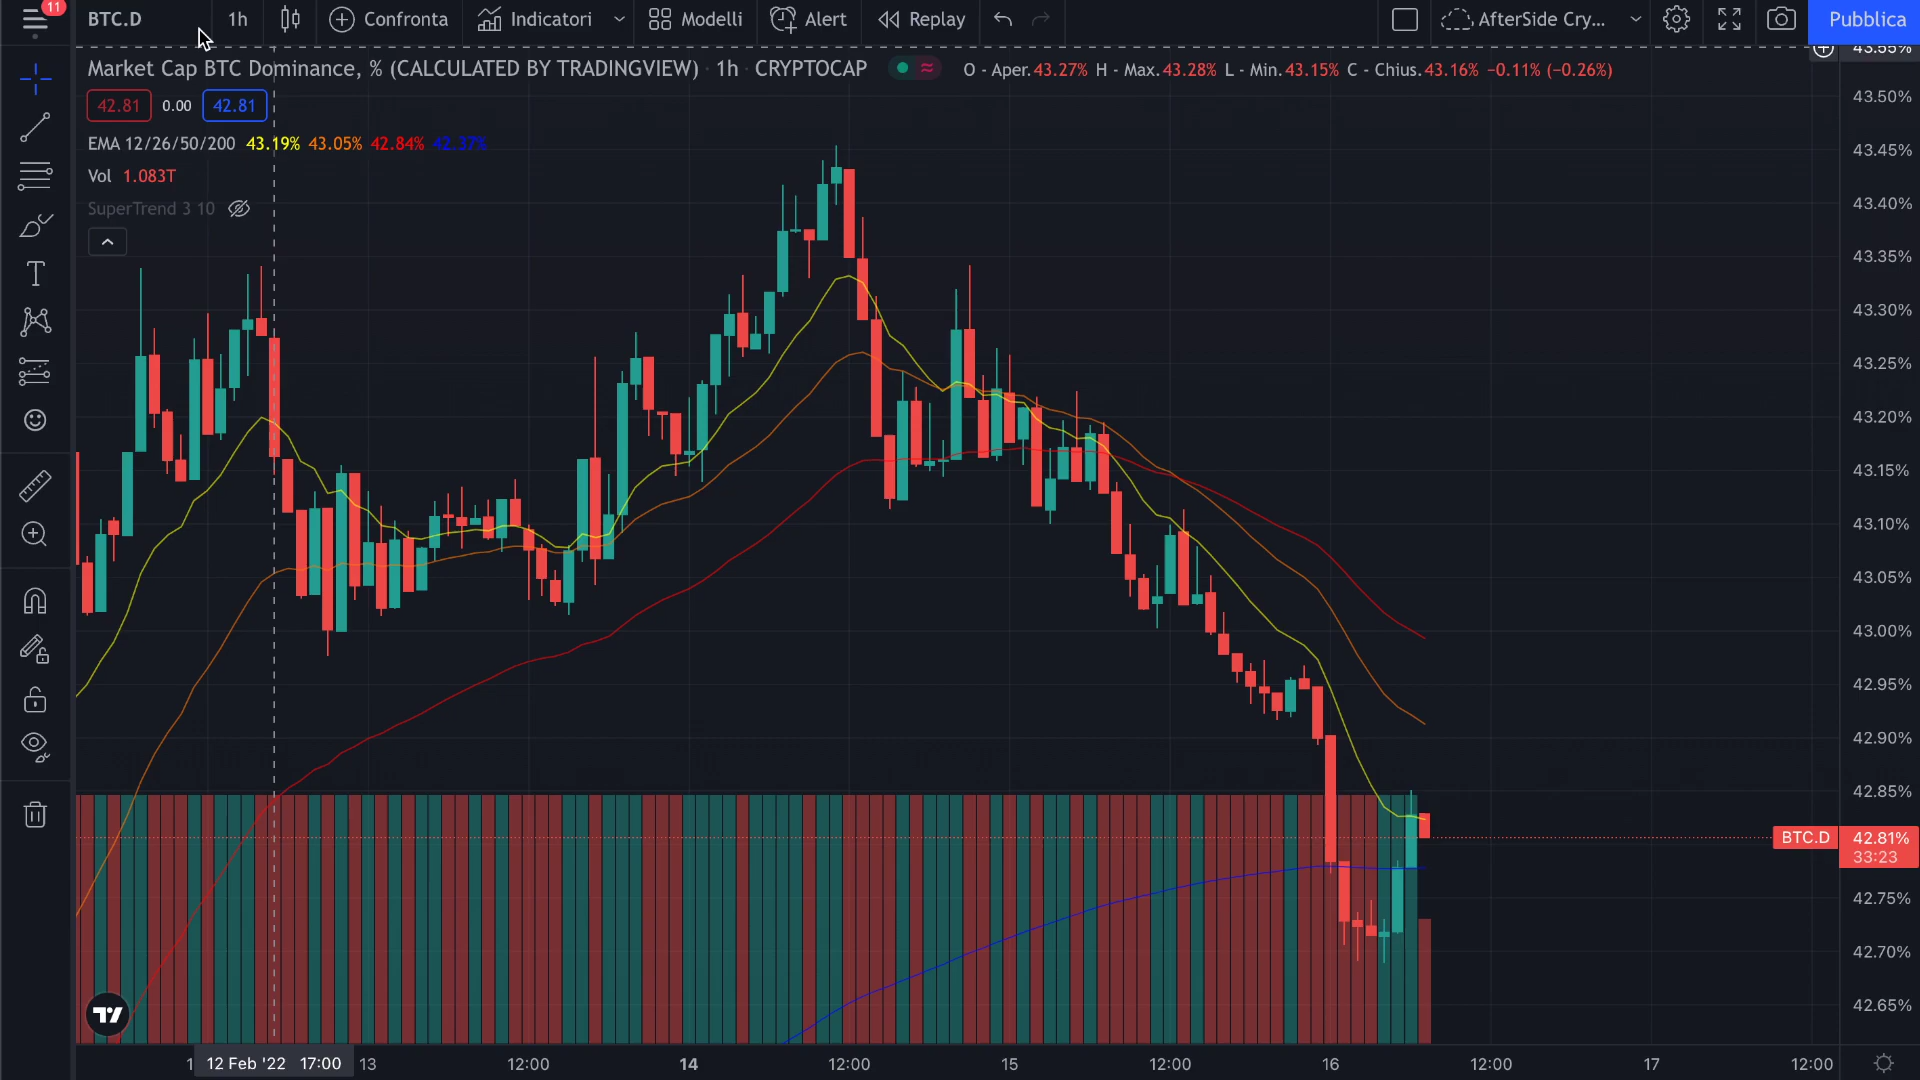 11
BTC.D 1h Confronta Indicatori Modelli Alert Replay AfterSide Cry... Pubblica
Market Cap BTC Dominance, % (CALCULATED BY TRADINGVIEW) · 1h · CRYPTOCAP O - Aper.43.27% H - Max.43.28% L - Min.43.15% C - Chius.43.16% −0.11% (−0.26%)
42.81 0.00 42.81
EMA 12/26/50/200 43.19% 43.05% 42.84% 42.37%
Vol 1.083T
SuperTrend 3 10
43.55%
43.50%
43.45%
43.40%
43.35%
43.30%
43.25%
43.20%
43.15%
43.10%
43.05%
43.00%
42.95%
42.90%
42.85%
BTC.D 42.81%
33:23
42.75%
42.70%
42.65%
12 Feb '22 17:00 13 12:00 14 12:00 15 12:00 16 12:00 17 12:00